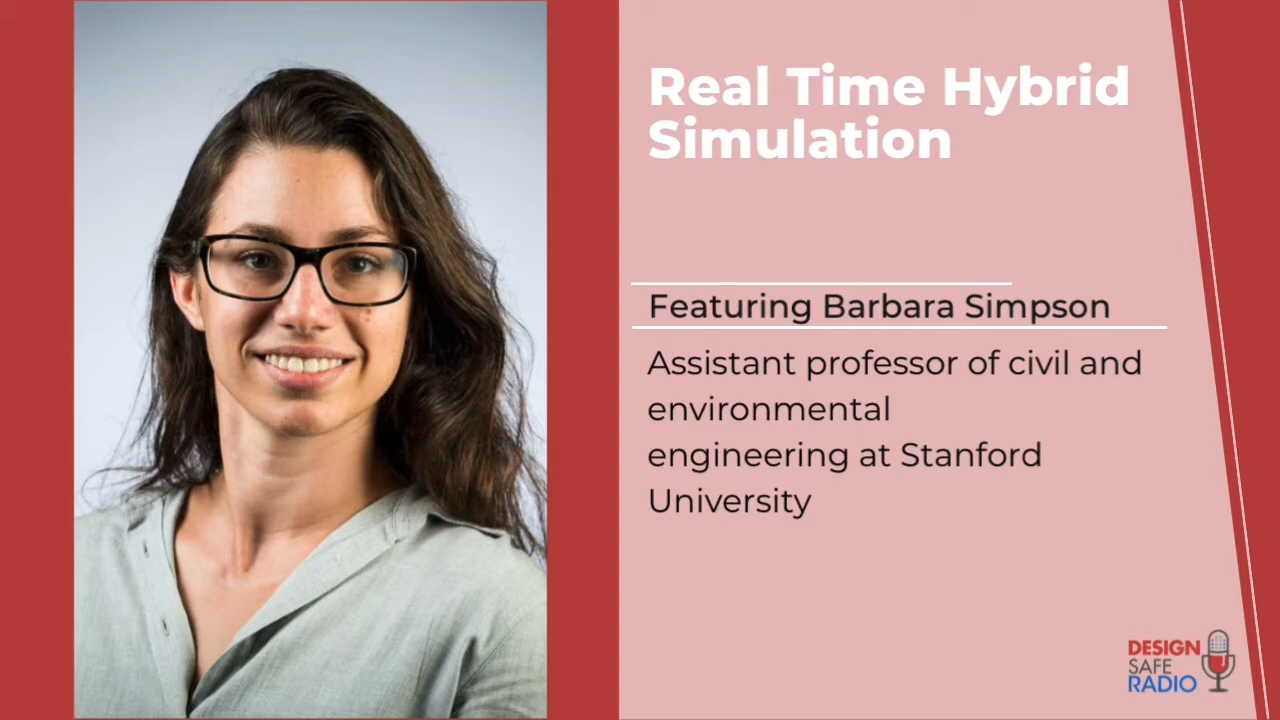 Real Time Hybrid
Simulation
Featuring Barbara Simpson
Assistant professor of civil and
environmental
engineering at Stanford
University
DESIGN
SAFE
RADIO